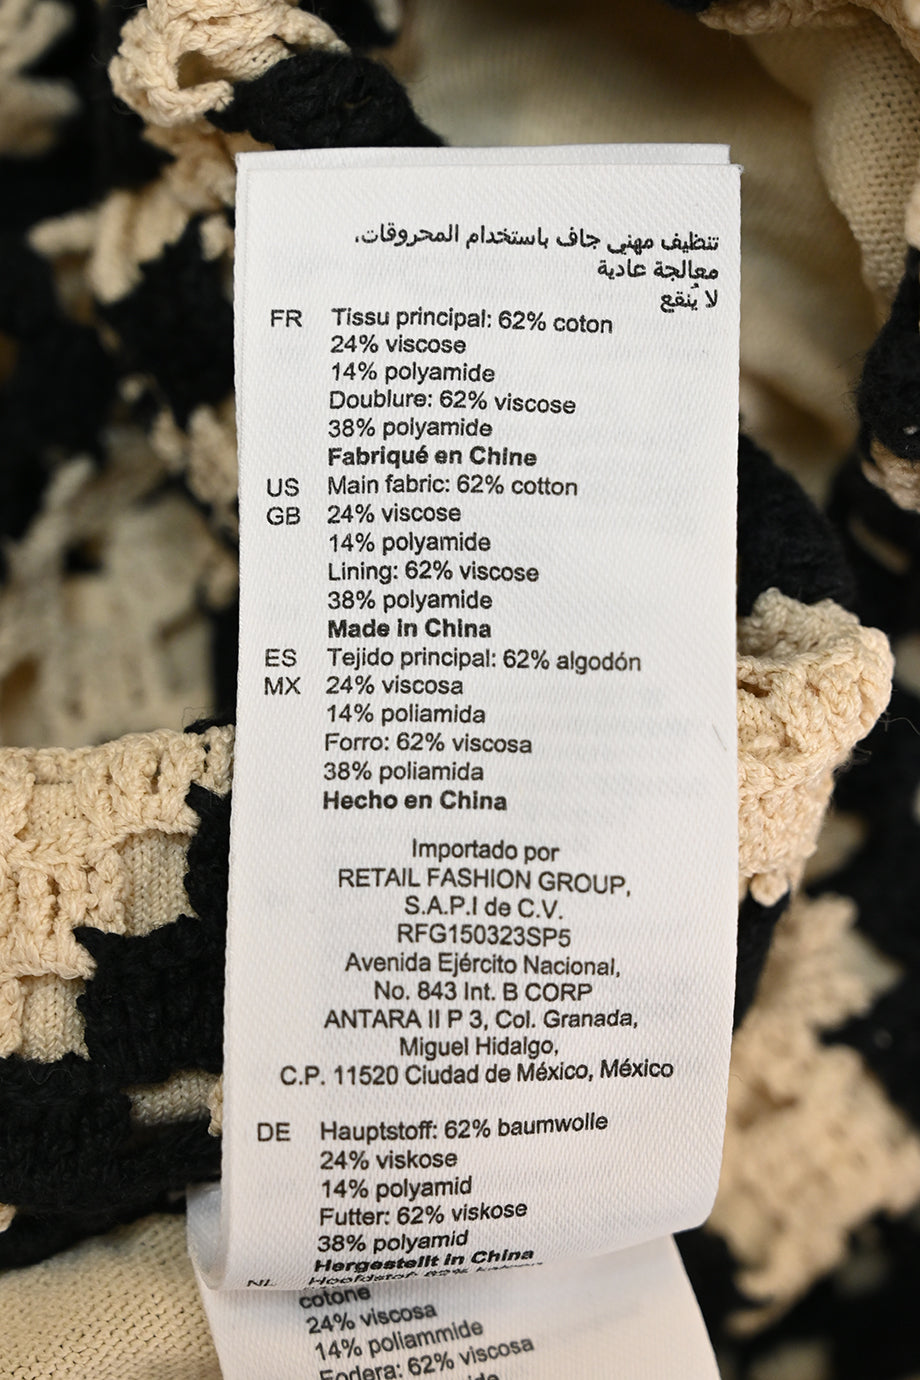 تنظيف مهني جاف باستخدام المحروقات،
معالجة عادية
لا يُنقع
FR Tissu principal: 62% coton
24% viscose
14% polyamide
Doublure: 62% viscose
38% polyamide
Fabriqué en Chine
US Main fabric: 62% cotton
GB 24% viscose
14% polyamide
Lining: 62% viscose
38% polyamide
Made in China
ES Tejido principal: 62% algodón
MX 24% viscosa
14% poliamida
Forro: 62% viscosa
38% poliamida
Hecho en China
Importado por
RETAIL FASHION GROUP,
S.A.P.I de C.V.
RFG150323SP5
Avenida Ejército Nacional,
No. 843 Int. B CORP
ANTARA II P 3, Col. Granada,
Miguel Hidalgo,
C.P. 11520 Ciudad de México, México
DE Hauptstoff: 62% baumwolle
24% viskose
14% polyamid
Futter: 62% viskose
38% polyamid
Hergestellt in China
NL Hoofdstof: 62% katoen
cotone
24% viscosa
14% poliammide
Fodera: 62% viscosa